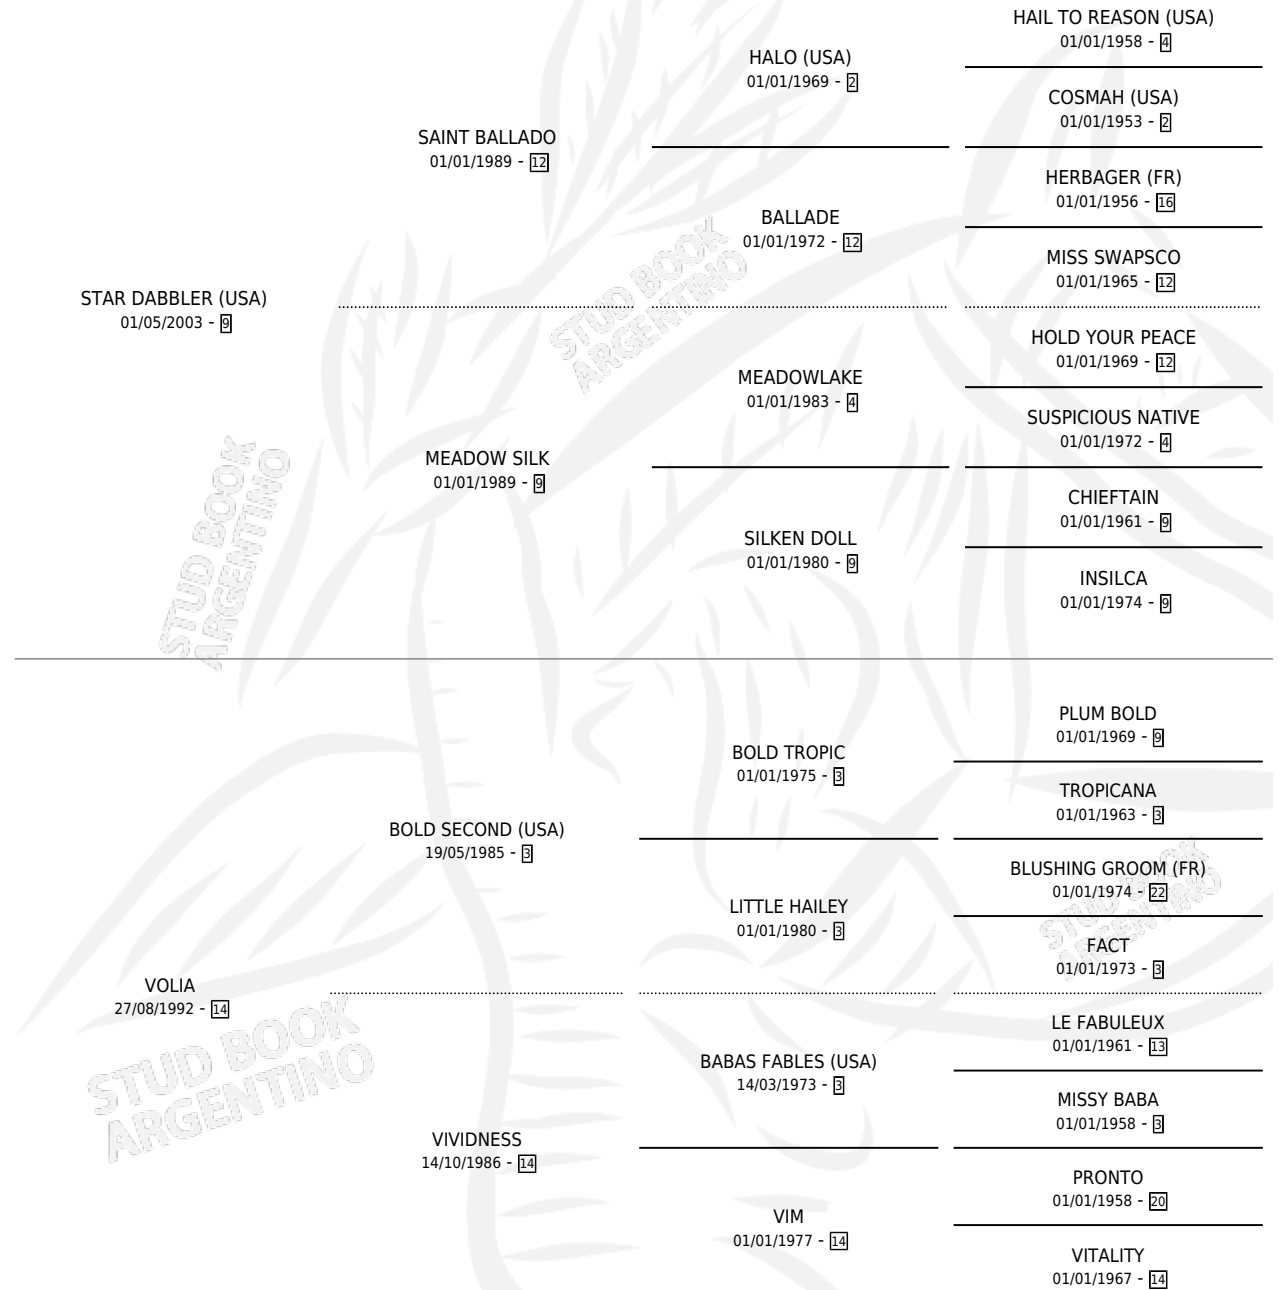 HAIL TO REASON (USA)
01/01/1958 - 4
HALO (USA)
01/01/1969 - 2
COSMAH (USA)
01/01/1953 - 2
SAINT BALLADO
01/01/1989 - 12
HERBAGER (FR)
01/01/1956 - 16
BALLADE
01/01/1972 - 12
MISS SWAPSCO
01/01/1965 - 12
STAR DABBLER (USA)
01/05/2003 - 9
HOLD YOUR PEACE
01/01/1969 - 12
MEADOWLAKE
01/01/1983 - 4
SUSPICIOUS NATIVE
01/01/1972 - 4
MEADOW SILK
01/01/1989 - 9
CHIEFTAIN
01/01/1961 - 9
SILKEN DOLL
01/01/1980 - 9
INSILCA
01/01/1974 - 9
PLUM BOLD
01/01/1969 - 9
BOLD TROPIC
01/01/1975 - 3
TROPICANA
01/01/1963 - 3
BOLD SECOND (USA)
19/05/1985 - 3
BLUSHING GROOM (FR)
01/01/1974 - 22
LITTLE HAILEY
01/01/1980 - 3
FACT
01/01/1973 - 3
VOLIA
27/08/1992 - 14
LE FABULEUX
01/01/1961 - 13
BABAS FABLES (USA)
14/03/1973 - 3
MISSY BABA
01/01/1958 - 3
VIVIDNESS
14/10/1986 - 14
PRONTO
01/01/1958 - 20
VIM
01/01/1977 - 14
VITALITY
01/01/1967 - 14
STUD BOOK
ARGENTINO
STUD BOOK
ARGENTINO
STUD BOOK
ARGENTINO
STUD BOOK
ARGENTINO